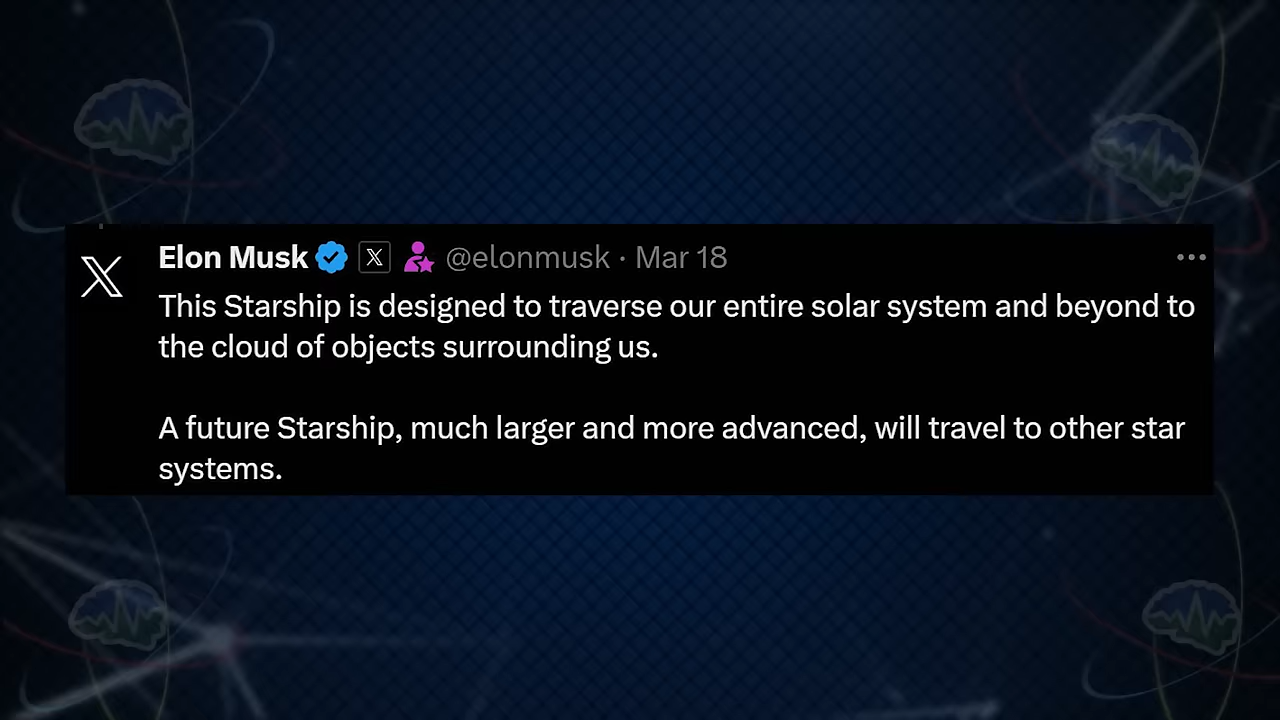 Elon Musk @elonmusk · Mar 18
This Starship is designed to traverse our entire solar system and beyond to
the cloud of objects surrounding us.
A future Starship, much larger and more advanced, will travel to other star
systems.